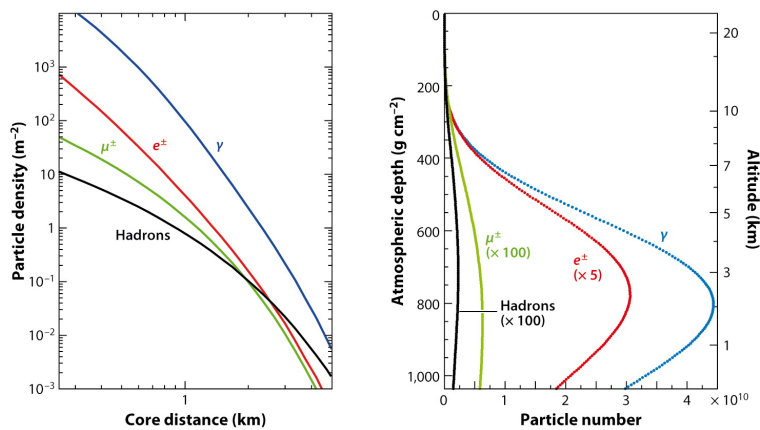 10³
10²
10
1
10⁻¹
10⁻²
10⁻³
Particle density (m⁻²)
γ
e±
μ±
Hadrons
1
Core distance (km)
0
200
400
600
800
1,000
Atmospheric depth (g cm⁻²)
γ
μ±
(× 100)
e±
(× 5)
Hadrons
(× 100)
20
10
7
5
3
1
Altitude (km)
0 1 2 3 4 × 10¹⁰
Particle number